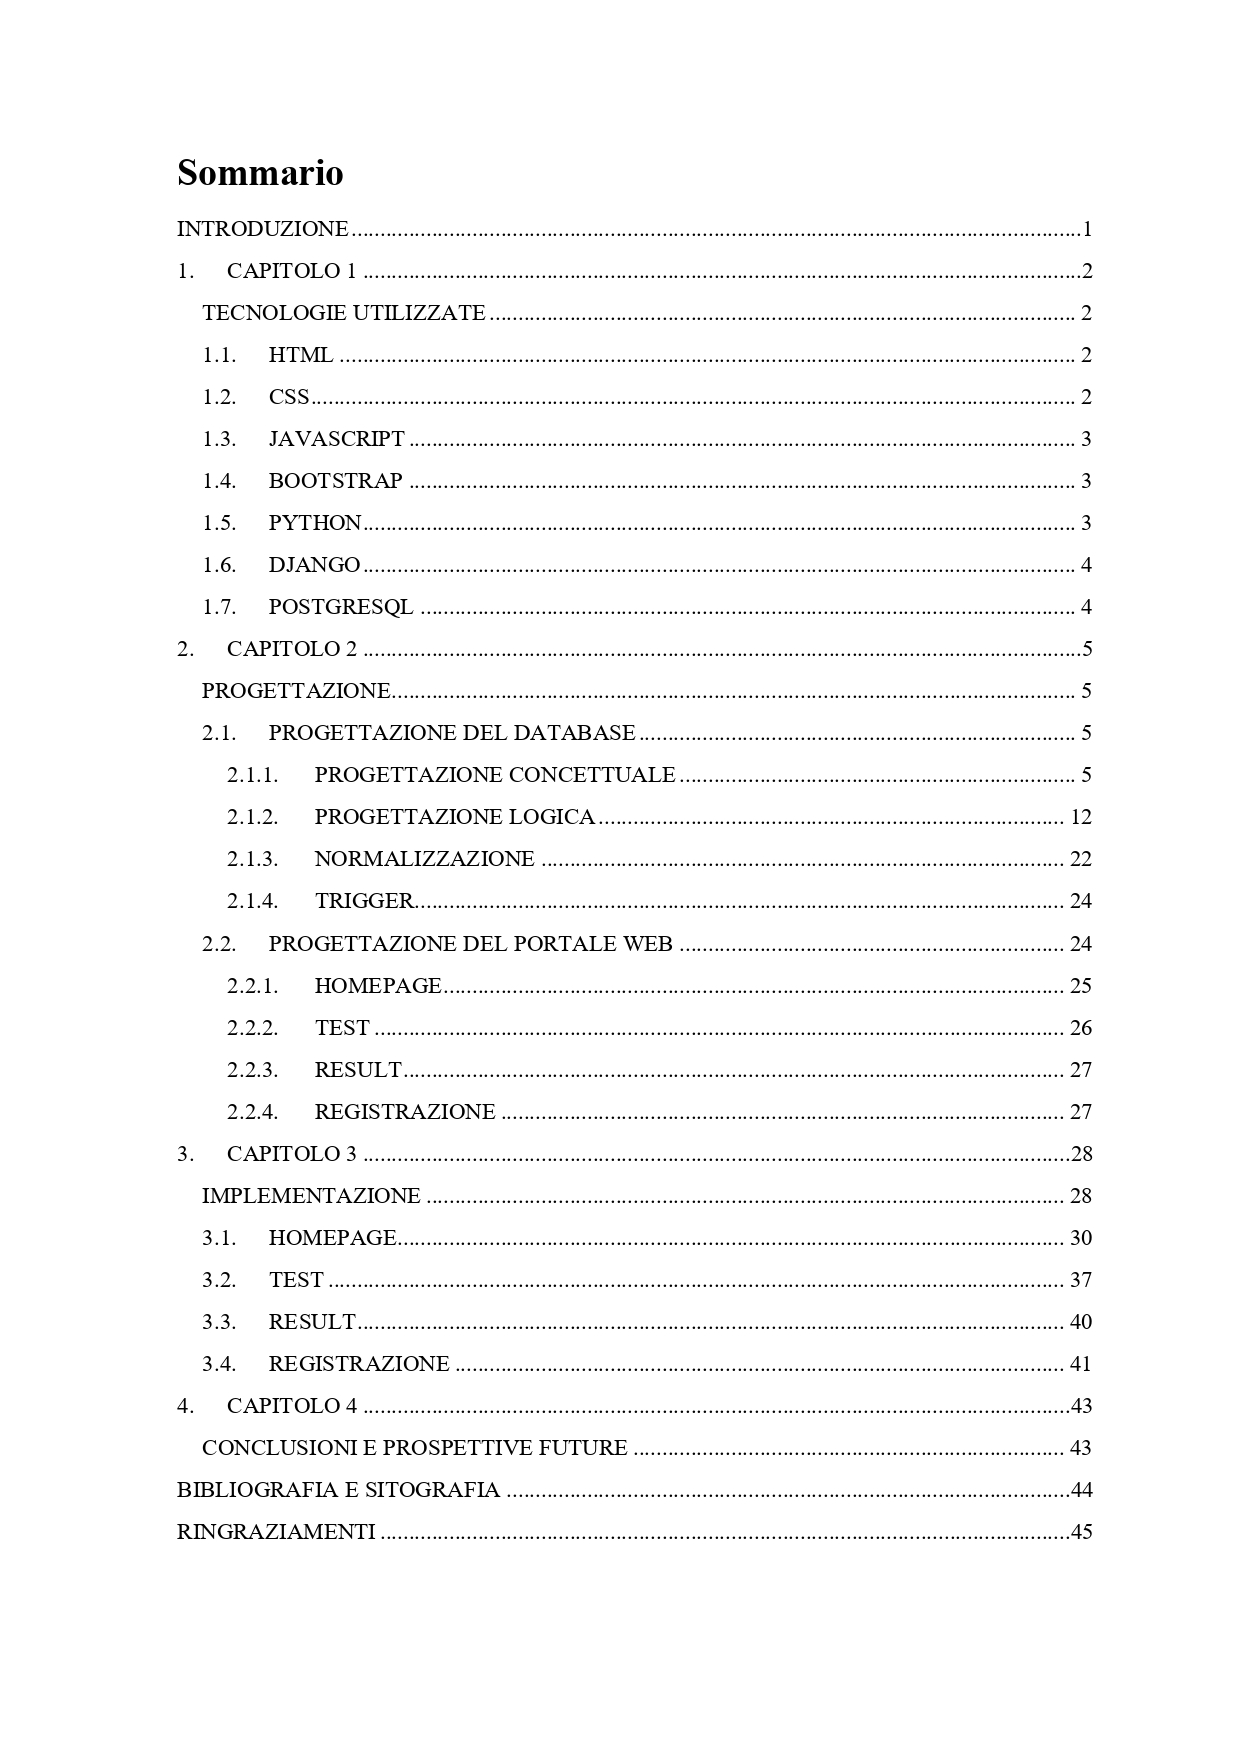 Sommario
INTRODUZIONE ... 1
1. CAPITOLO 1 ... 2
TECNOLOGIE UTILIZZATE ... 2
1.1. HTML ... 2
1.2. CSS ... 2
1.3. JAVASCRIPT ... 3
1.4. BOOTSTRAP ... 3
1.5. PYTHON ... 3
1.6. DJANGO ... 4
1.7. POSTGRESQL ... 4
2. CAPITOLO 2 ... 5
PROGETTAZIONE ... 5
2.1. PROGETTAZIONE DEL DATABASE ... 5
2.1.1. PROGETTAZIONE CONCETTUALE ... 5
2.1.2. PROGETTAZIONE LOGICA ... 12
2.1.3. NORMALIZZAZIONE ... 22
2.1.4. TRIGGER ... 24
2.2. PROGETTAZIONE DEL PORTALE WEB ... 24
2.2.1. HOMEPAGE ... 25
2.2.2. TEST ... 26
2.2.3. RESULT ... 27
2.2.4. REGISTRAZIONE ... 27
3. CAPITOLO 3 ... 28
IMPLEMENTAZIONE ... 28
3.1. HOMEPAGE ... 30
3.2. TEST ... 37
3.3. RESULT ... 40
3.4. REGISTRAZIONE ... 41
4. CAPITOLO 4 ... 43
CONCLUSIONI E PROSPETTIVE FUTURE ... 43
BIBLIOGRAFIA E SITOGRAFIA ... 44
RINGRAZIAMENTI ... 45